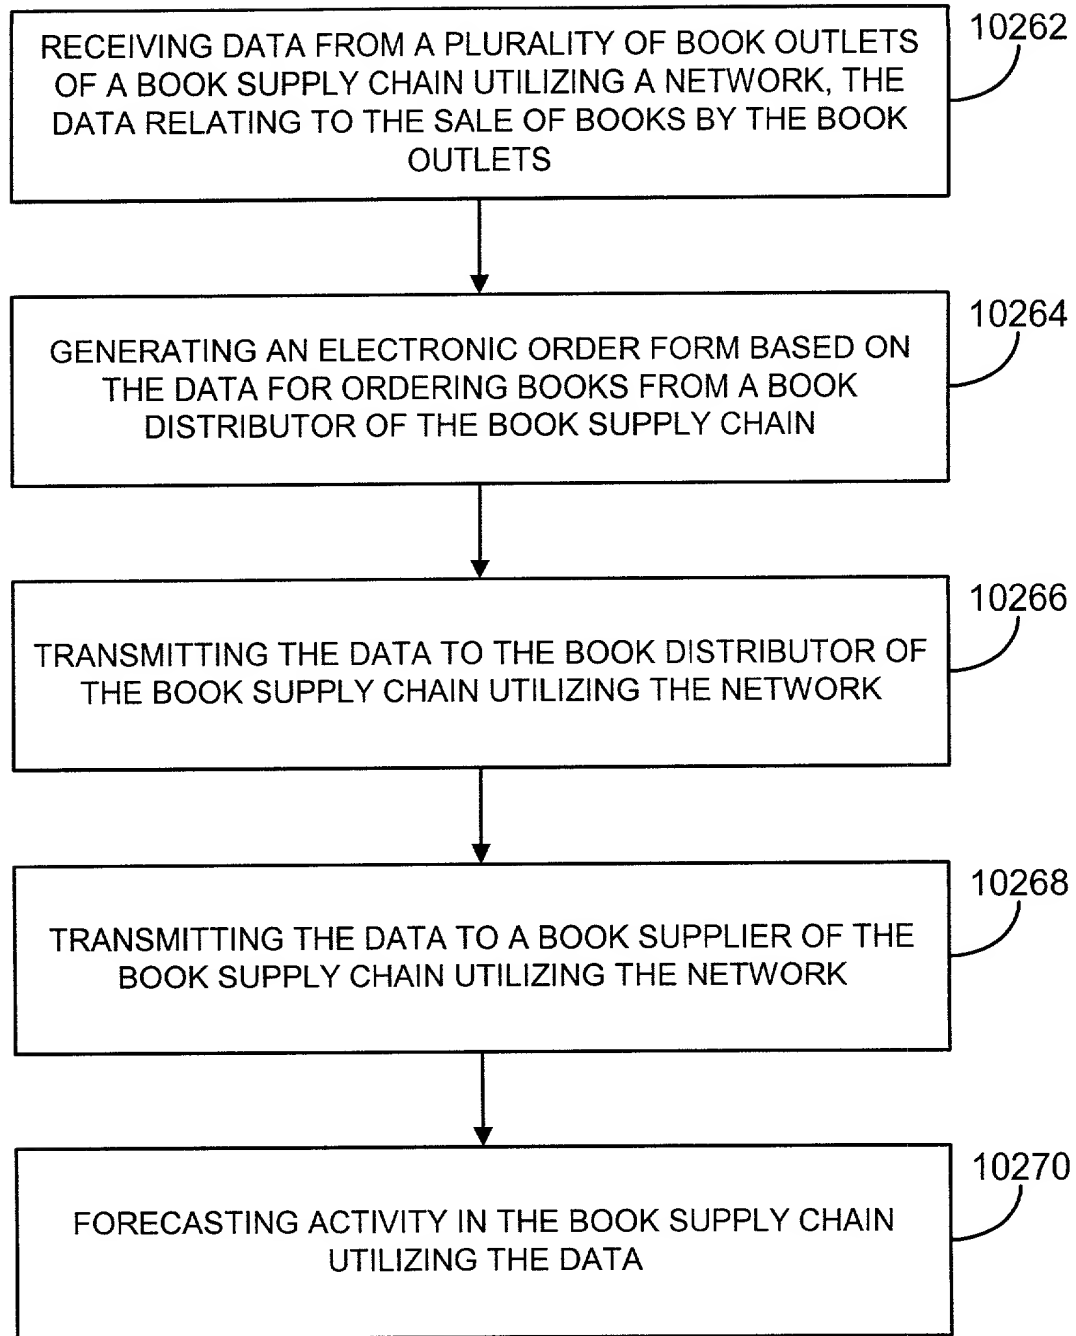 10262
RECEIVING DATA FROM A PLURALITY OF BOOK OUTLETS
OF A BOOK SUPPLY CHAIN UTILIZING A NETWORK, THE
DATA RELATING TO THE SALE OF BOOKS BY THE BOOK
OUTLETS
10264
GENERATING AN ELECTRONIC ORDER FORM BASED ON
THE DATA FOR ORDERING BOOKS FROM A BOOK
DISTRIBUTOR OF THE BOOK SUPPLY CHAIN
10266
TRANSMITTING THE DATA TO THE BOOK DISTRIBUTOR OF
THE BOOK SUPPLY CHAIN UTILIZING THE NETWORK
10268
TRANSMITTING THE DATA TO A BOOK SUPPLIER OF THE
BOOK SUPPLY CHAIN UTILIZING THE NETWORK
10270
FORECASTING ACTIVITY IN THE BOOK SUPPLY CHAIN
UTILIZING THE DATA